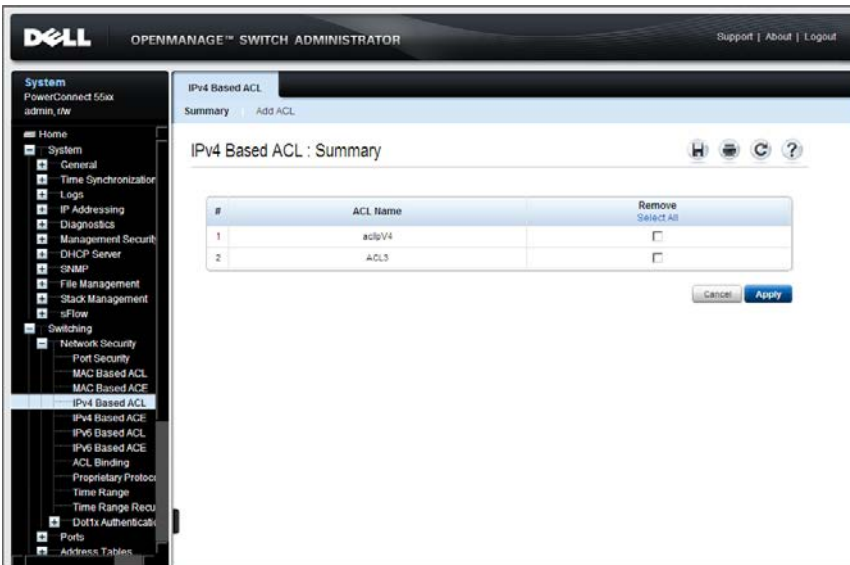 DELL OPENMANAGE™ SWITCH ADMINISTRATOR Support | About | Logout
System
PowerConnect 55xx
admin, r/w
Home
System
General
Time Synchronization
Logs
IP Addressing
Diagnostics
Management Securit
DHCP Server
SNMP
File Management
Stack Management
sFlow
Switching
Network Security
Port Security
MAC Based ACL
MAC Based ACE
IPv4 Based ACL
IPv4 Based ACE
IPv6 Based ACL
IPv6 Based ACE
ACL Binding
Proprietary Protoco
Time Range
Time Range Recu
Dot1x Authenticati
Ports
Address Tables
IPv4 Based ACL
Summary Add ACL
IPv4 Based ACL : Summary ?
# ACL Name Remove
Select All
1 aclpV4
2 ACL3
Cancel Apply